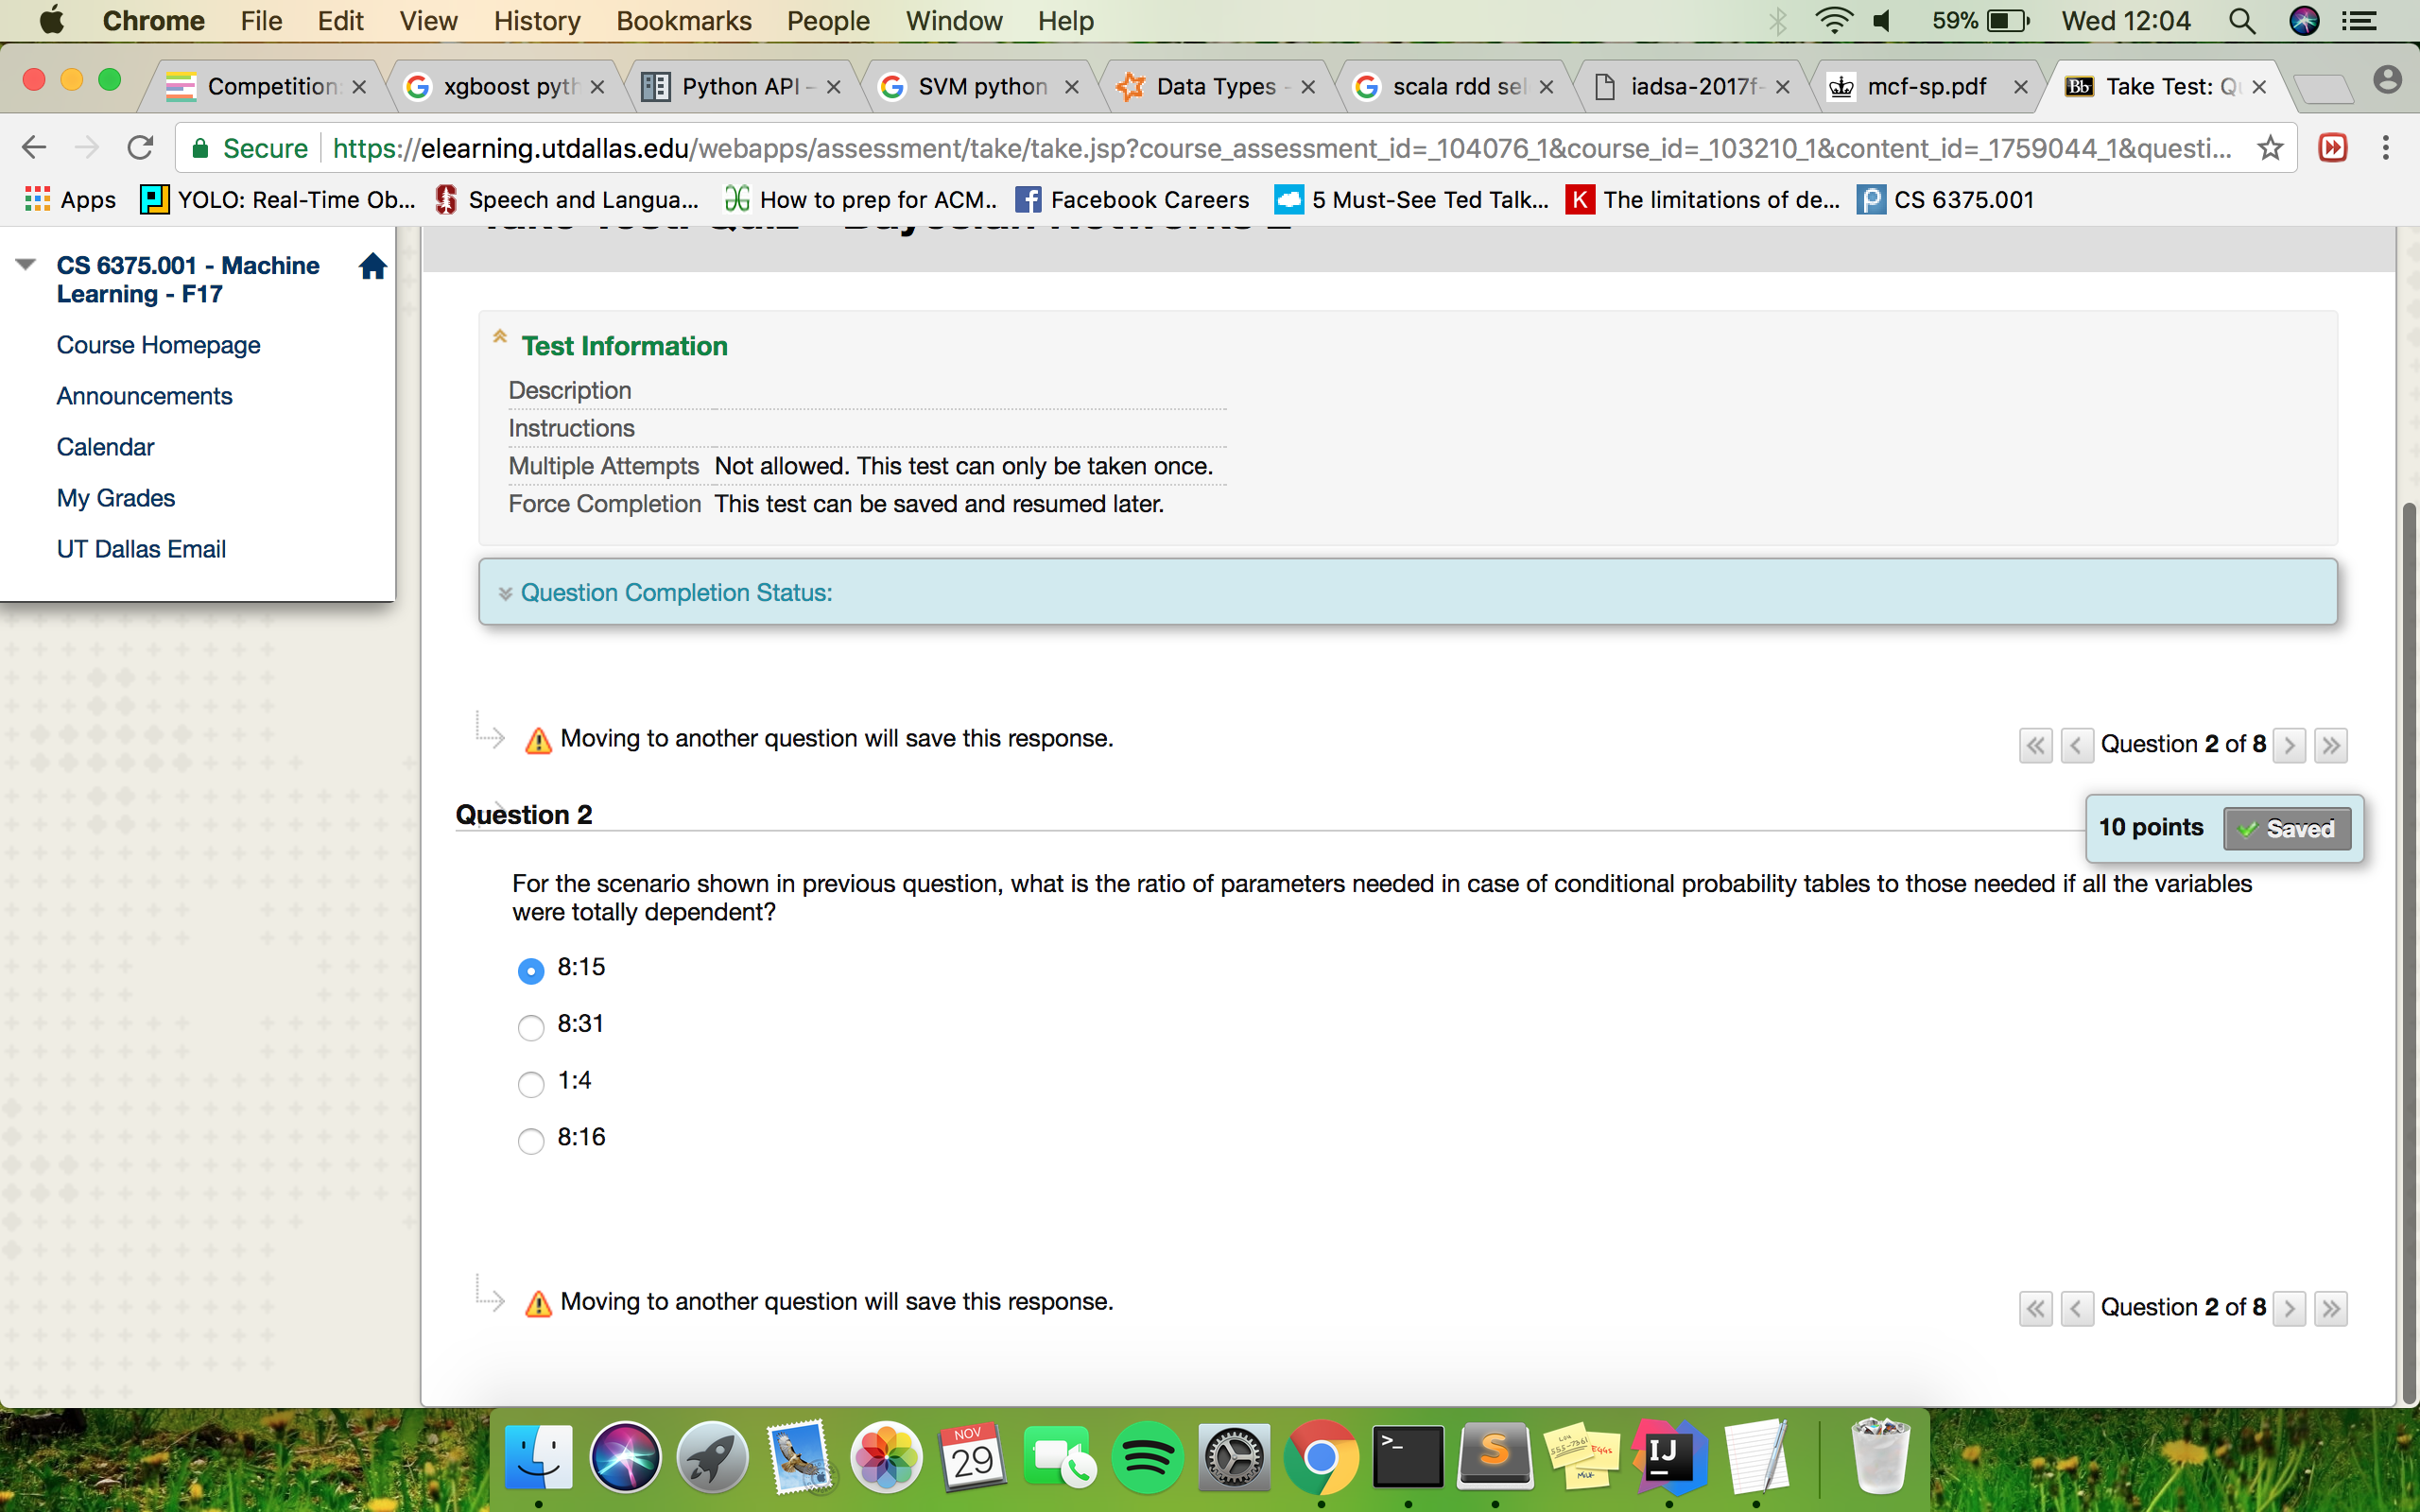 Chrome File Edit View History Bookmarks People Window Help 59% Wed 12:04
Competition xgboost pyth Python API - SVM python Data Types - scala rdd sel iadsa-2017f- mcf-sp.pdf Bb Take Test: Qu
Secure https://elearning.utdallas.edu/webapps/assessment/take/take.jsp?course_assessment_id=_104076_1&course_id=_103210_1&content_id=_1759044_1&questi...
Apps YOLO: Real-Time Ob... Speech and Langua... How to prep for ACM... Facebook Careers 5 Must-See Ted Talk... K The limitations of de... CS 6375.001
CS 6375.001 - Machine
Learning - F17
Course Homepage
Announcements
Calendar
My Grades
UT Dallas Email
Test Information
Description
Instructions
Multiple Attempts Not allowed. This test can only be taken once.
Force Completion This test can be saved and resumed later.
Question Completion Status:
Moving to another question will save this response.
Question 2 of 8
Question 2
10 points Saved
For the scenario shown in previous question, what is the ratio of parameters needed in case of conditional probability tables to those needed if all the variables
were totally dependent?
8:15
8:31
1:4
8:16
Moving to another question will save this response.
Question 2 of 8
NOV
29
>_
S
IJ